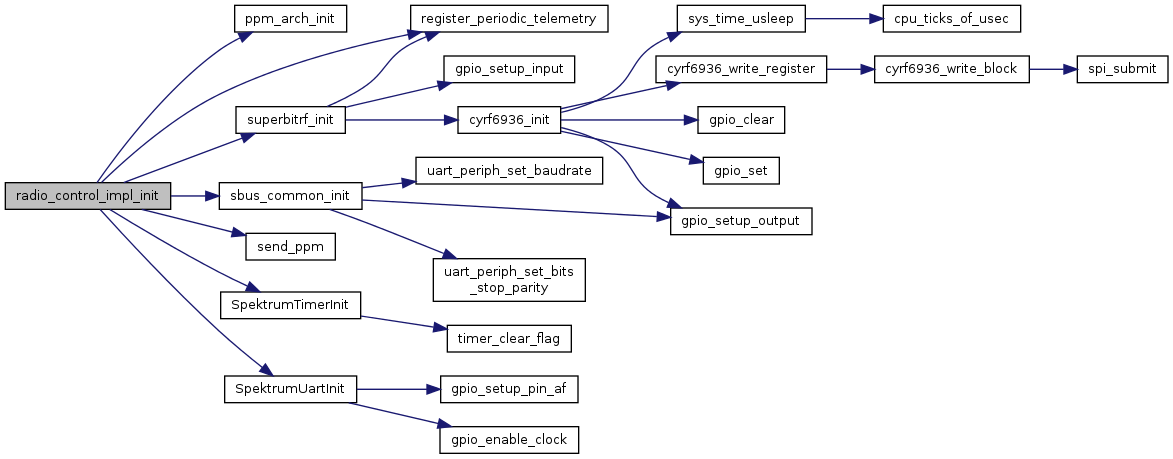 ppm_arch_init
register_periodic_telemetry
sys_time_usleep
cpu_ticks_of_usec
gpio_setup_input
cyrf6936_write_register
cyrf6936_write_block
spi_submit
superbitrf_init
cyrf6936_init
gpio_clear
uart_periph_set_baudrate
gpio_set
radio_control_impl_init
sbus_common_init
gpio_setup_output
send_ppm
uart_periph_set_bits
_stop_parity
SpektrumTimerInit
timer_clear_flag
SpektrumUartInit
gpio_setup_pin_af
gpio_enable_clock